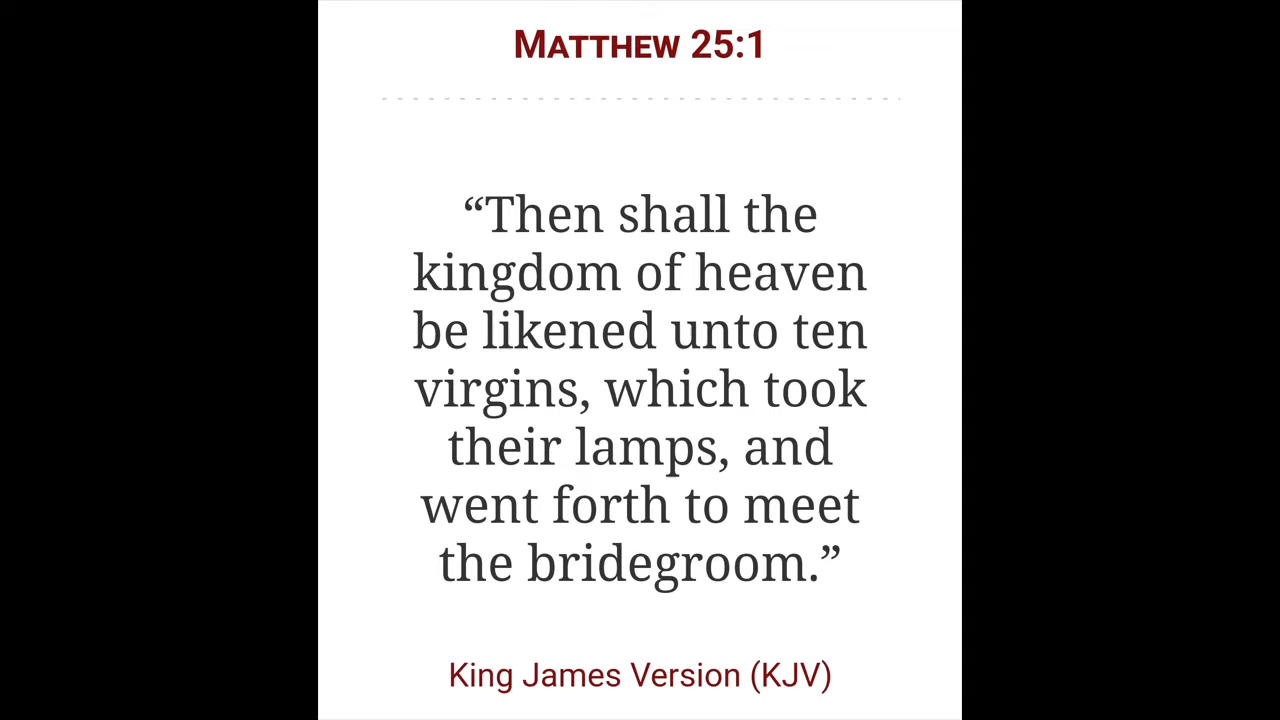 MATTHEW 25:1
“Then shall the
kingdom of heaven
be likened unto ten
virgins, which took
their lamps, and
went forth to meet
the bridegroom.”
King James Version (KJV)